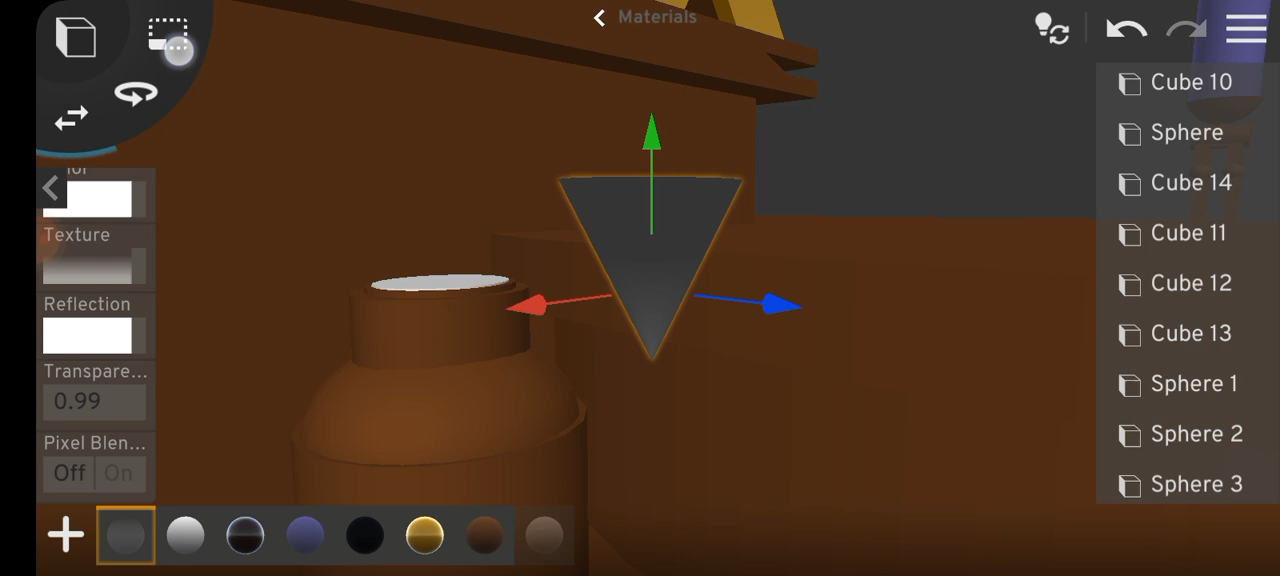 Materials
Texture
Reflection
Transpare...
0.99
Pixel Blen...
Off On
Cube 10
Sphere
Cube 14
Cube 11
Cube 12
Cube 13
Sphere 1
Sphere 2
Sphere 3